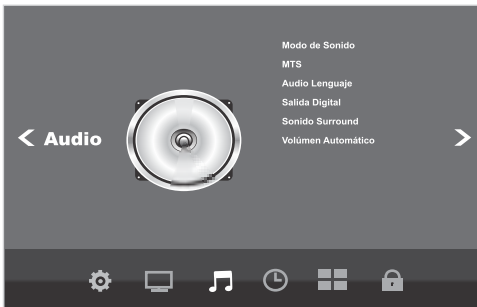 Audio
Modo de Sonido
MTS
Audio Lenguaje
Salida Digital
Sonido Surround
Volúmen Automático